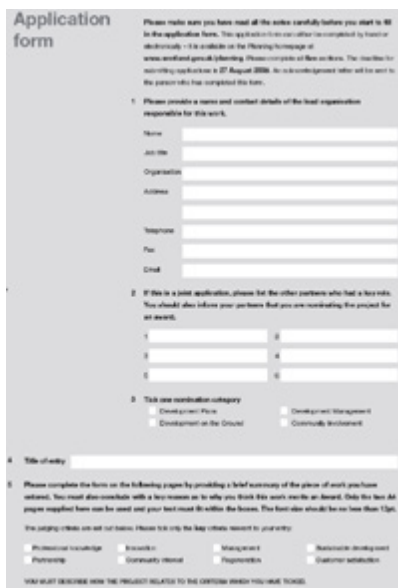 Application
form
Please make sure you have read all the notes carefully before you start to fill
in the application form. This application form can either be completed by hand or
electronically – it is available on the Planning homepage at
www.scotland.gov.uk/planning. Please complete all five sections. The deadline for
submitting applications is 27 August 2004. An acknowledgement letter will be sent to
the person who has completed this form.
1 Please provide a name and contact details of the lead organisation
responsible for this work.
Name
Job title
Organisation
Address
Telephone
Fax
Email
2 If this is a joint application, please list the other partners who had a key role.
You should also inform your partners that you are nominating the project for
an award.
1 2
3 4
5 6
3 Tick one nomination category
Development Plans Development Management
Development on the Ground Community Involvement
4 Title of entry
5 Please complete the form on the following pages by providing a brief summary of the piece of work you have
entered. You must also conclude with a key reason as to why you think this work merits an Award. Only the two A4
pages supplied here can be used and your text must fit within the boxes. The font size should be no less than 12pt.
The judging criteria are set out below. Please tick only the key criteria relevant to your entry:
Professional knowledge Innovation Management Sustainable development
Partnership Community interest Regeneration Customer satisfaction
YOU MUST DESCRIBE HOW THE PROJECT RELATED TO THE CRITERIA WHICH YOU HAVE TICKED.